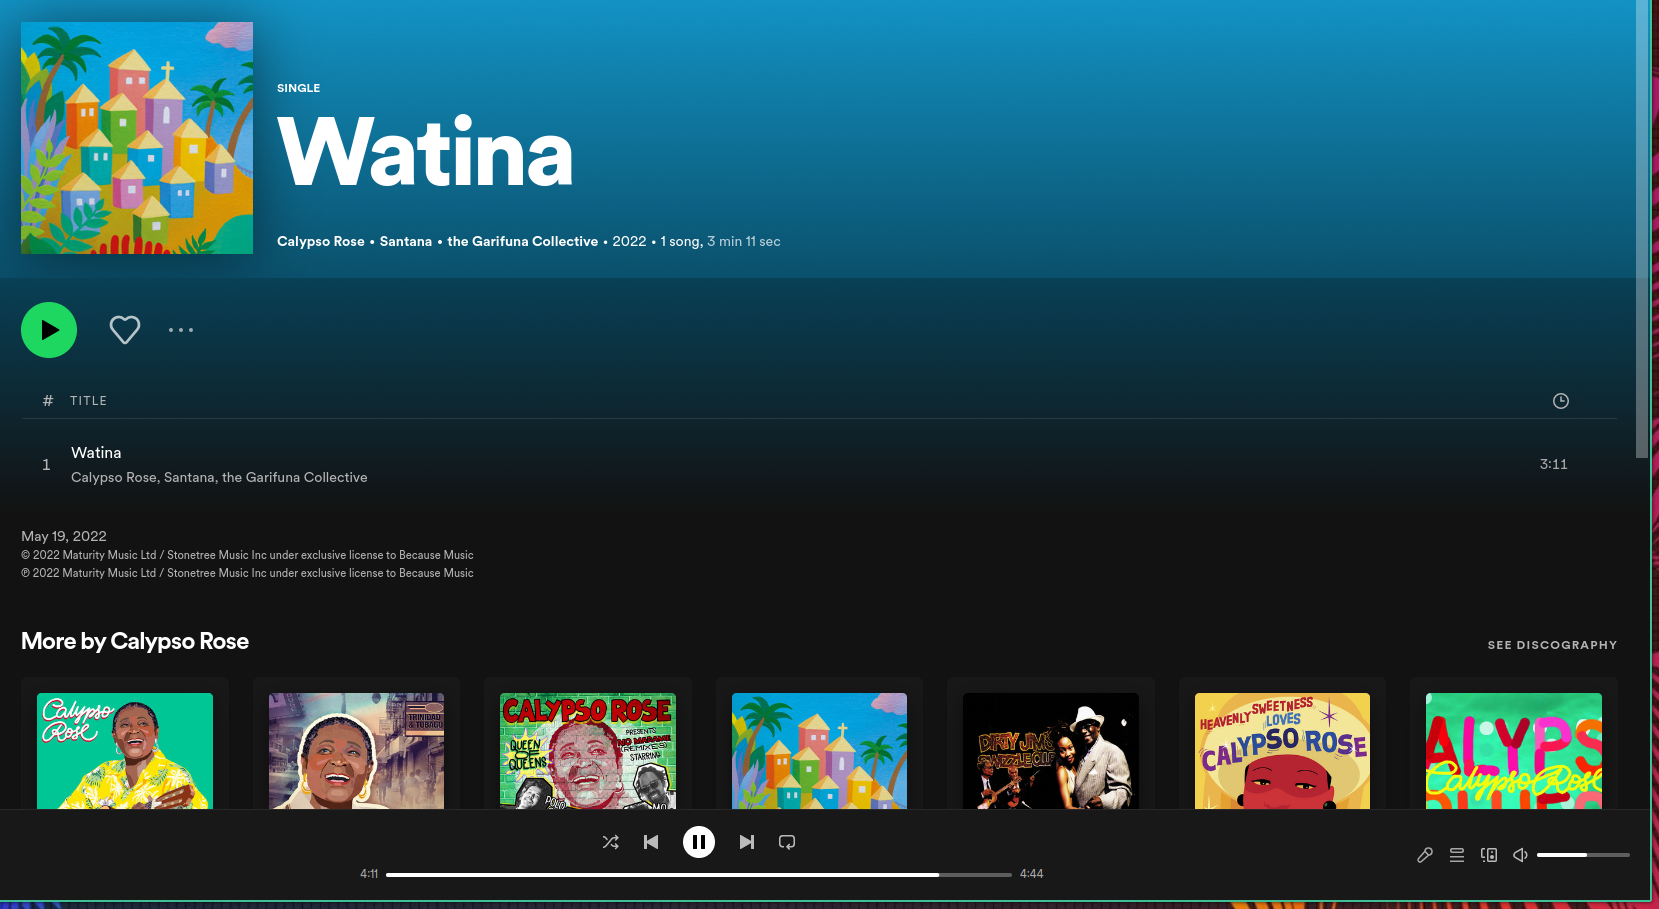 SINGLE
Watina
Calypso Rose • Santana • the Garifuna Collective • 2022 • 1 song, 3 min 11 sec
# TITLE
1
Watina
3:11
Calypso Rose, Santana, the Garifuna Collective
May 19, 2022
© 2022 Maturity Music Ltd / Stonetree Music Inc under exclusive license to Because Music
℗ 2022 Maturity Music Ltd / Stonetree Music Inc under exclusive license to Because Music
More by Calypso Rose
SEE DISCOGRAPHY
Calypso
Rose
TRINIDAD
& TOBAGO
CALYPSO ROSE
QUEEN
OF
QUEENS
PRESENTS
NO MADAME
(REMIXES)
STARRING
POLO
MO
DIRTY JIM'S
SWIZZLE CLUB
HEAVENLY SWEETNESS
LOVES
CALYPSO ROSE
ALYPS
Calypso Rose
4:11
4:44